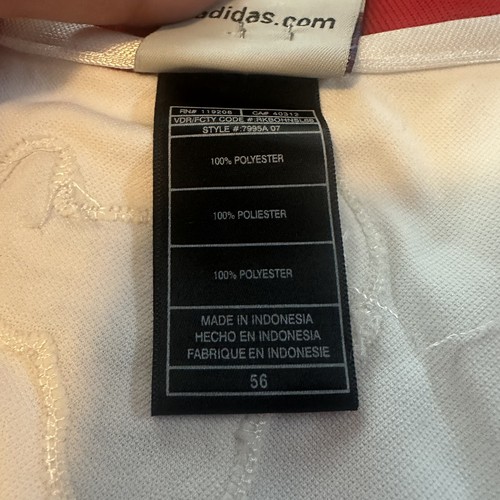 adidas.com
RN# 119206 CA# 40312
VDR/FCTY CODE # :RKBOHNSL66
STYLE # :7995A 07
100% POLYESTER
100% POLIESTER
100% POLYESTER
MADE IN INDONESIA
HECHO EN INDONESIA
FABRIQUE EN INDONESIE
56